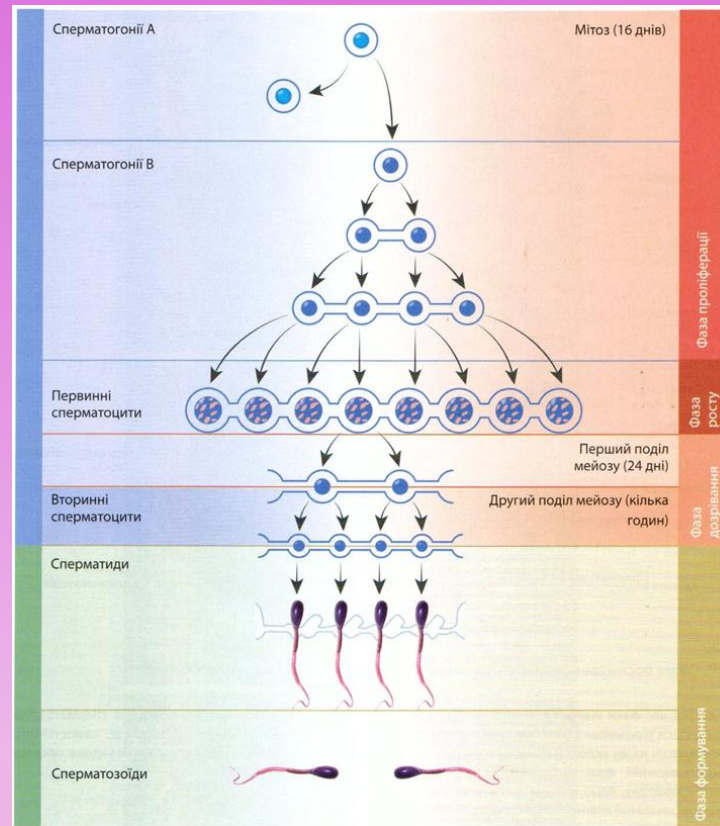 Сперматогонії А
Мітоз (16 днів)
Сперматогонії В
Фаза проліферації
Первинні
сперматоцити
Фаза
росту
Перший поділ
мейозу (24 дні)
Вторинні
сперматоцити
Другий поділ мейозу (кілька
годин)
Фаза
дозрівання
Сперматиди
Сперматозоїди
Фаза формування